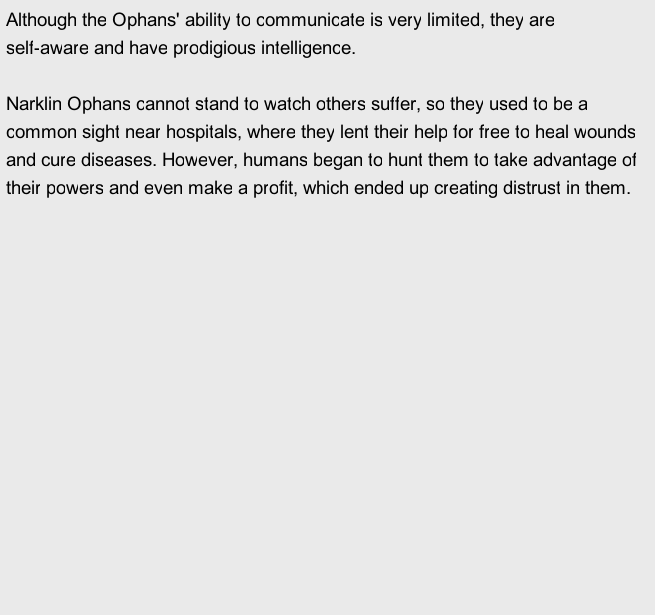 Although the Ophans' ability to communicate is very limited, they are
self-aware and have prodigious intelligence.
Narklin Ophans cannot stand to watch others suffer, so they used to be a
common sight near hospitals, where they lent their help for free to heal wounds
and cure diseases. However, humans began to hunt them to take advantage of
their powers and even make a profit, which ended up creating distrust in them.